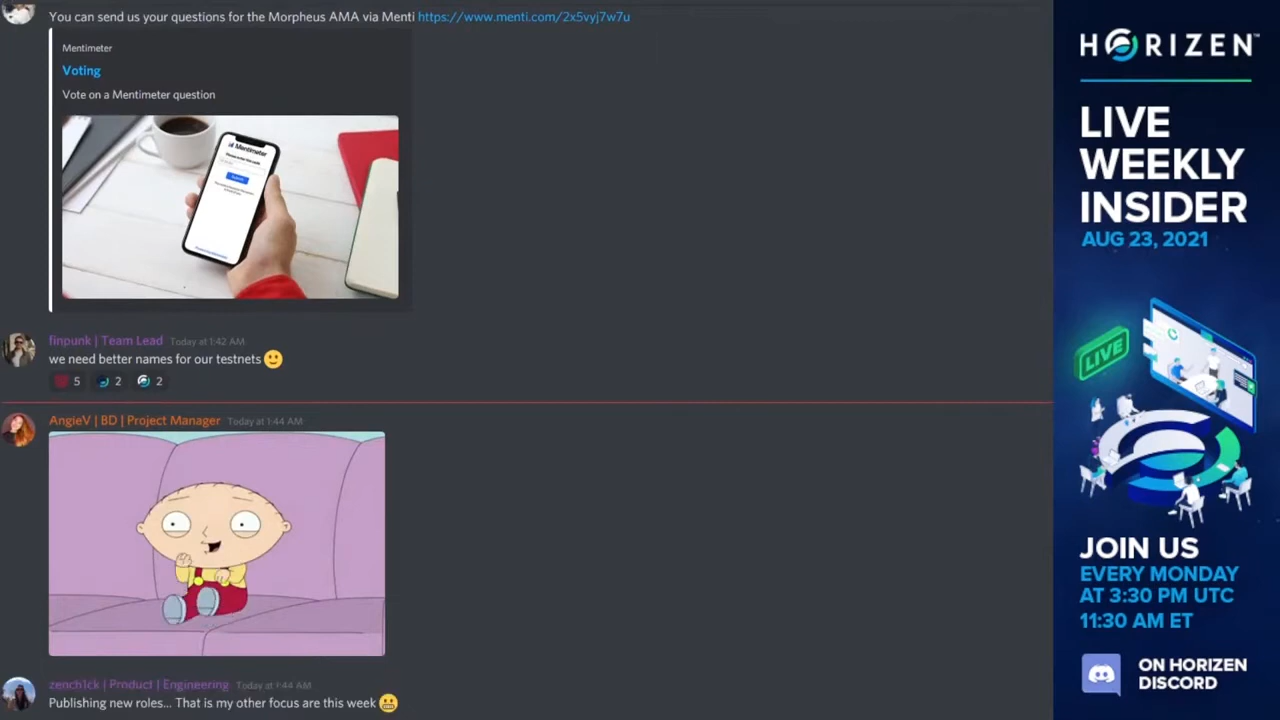 You can send us your questions for the Morpheus AMA via Menti https://www.menti.com/2x5vyj7w7u
Mentimeter
Voting
Vote on a Mentimeter question
Mentimeter
finpunk | Team Lead Today at 1:42 AM
we need better names for our testnets
5 2 2
AngieV | BD | Project Manager Today at 1:44 AM
zench1ck | Product | Engineering Today at 1:44 AM
Publishing new roles... That is my other focus are this week
HORIZEN™
LIVE
WEEKLY
INSIDER
AUG 23, 2021
LIVE
JOIN US
EVERY MONDAY
AT 3:30 PM UTC
11:30 AM ET
ON HORIZEN
DISCORD